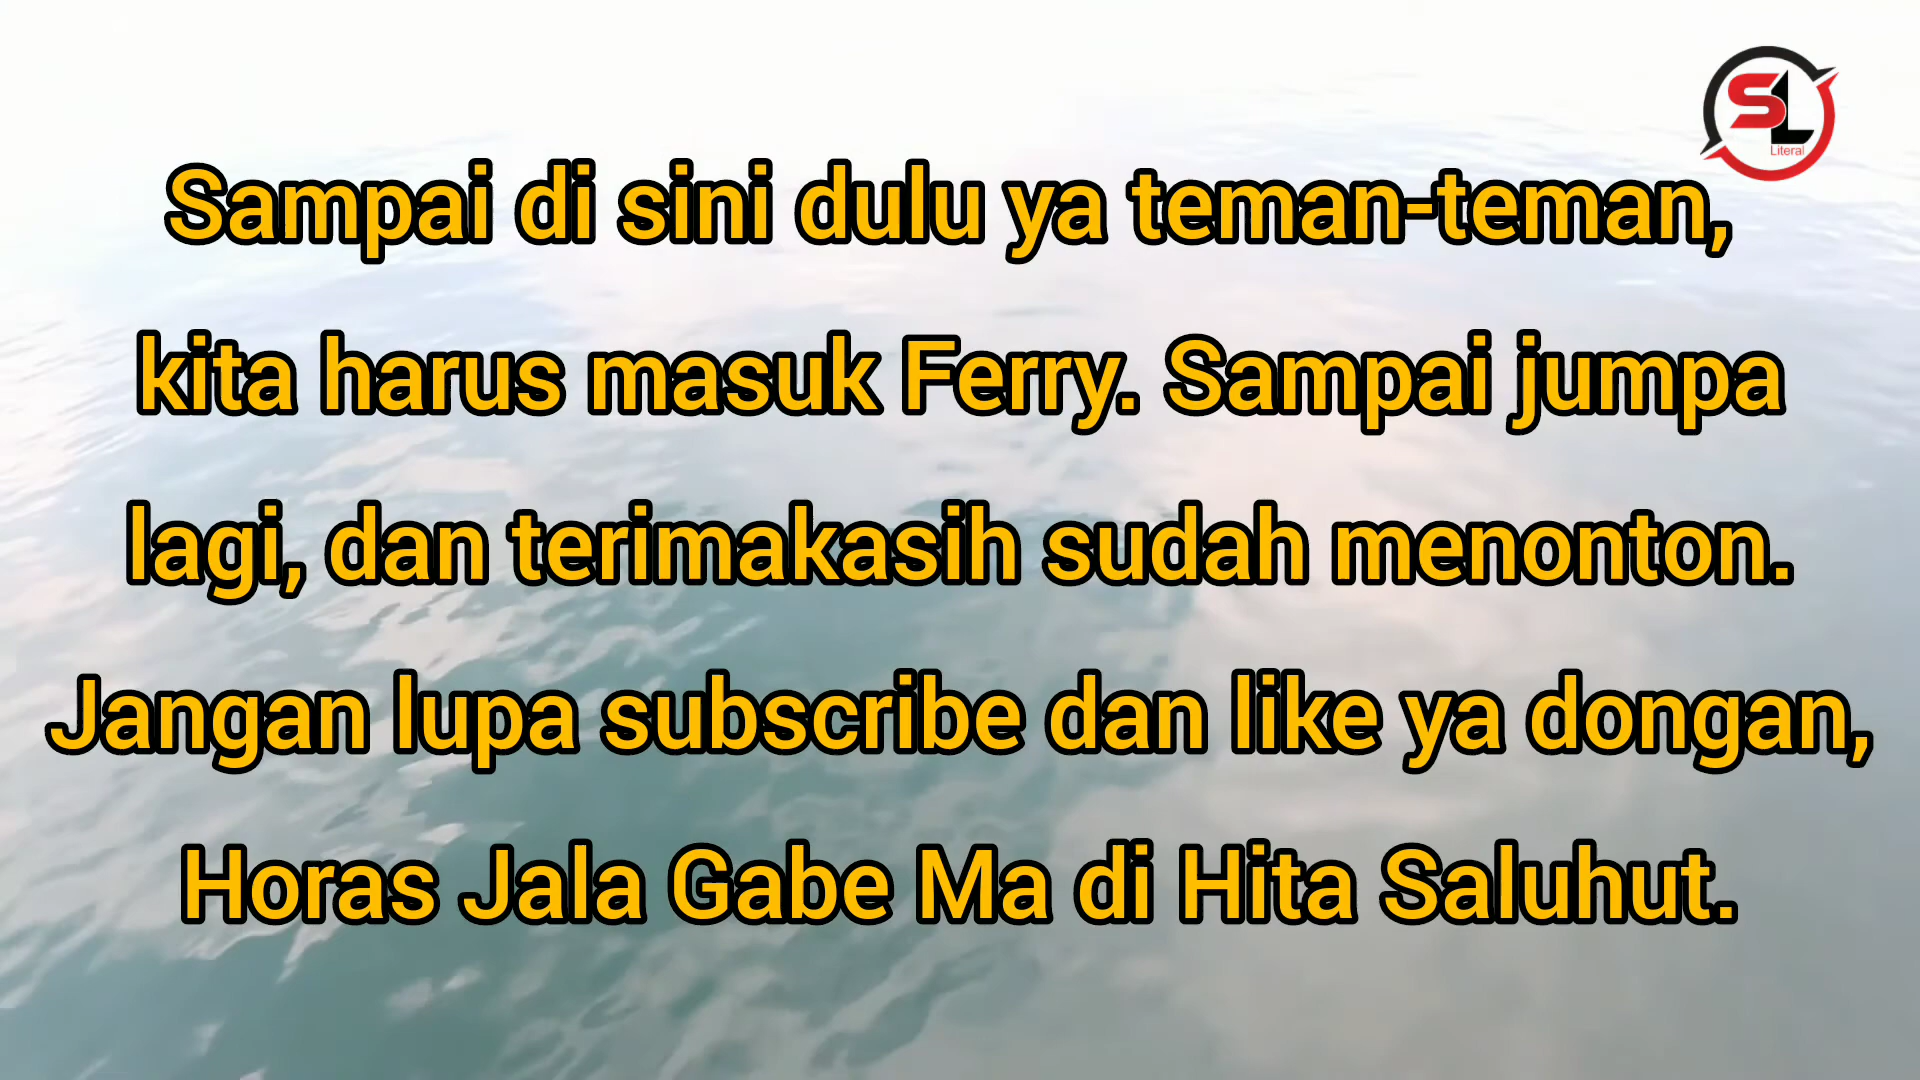 SL
Literal
Sampai di sini dulu ya teman-teman,
kita harus masuk Ferry. Sampai jumpa
lagi, dan terimakasih sudah menonton.
Jangan lupa subscribe dan like ya dongan,
Horas Jala Gabe Ma di Hita Saluhut.